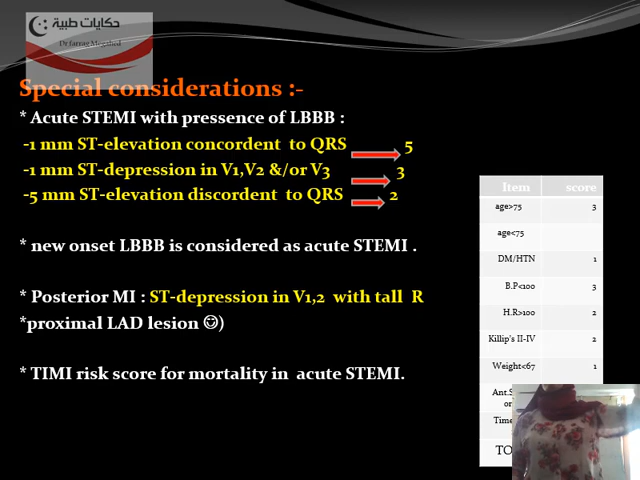 حكايات طبية
Dr farrag Megahed
Special considerations :-
* Acute STEMI with pressence of LBBB :
-1 mm ST-elevation concordent to QRS 5
-1 mm ST-depression in V1,V2 &/or V3 3
-5 mm ST-elevation discordent to QRS 2
* new onset LBBB is considered as acute STEMI .
* Posterior MI : ST-depression in V1,2 with tall R
*proximal LAD lesion ☺)
* TIMI risk score for mortality in acute STEMI.
Item score
age>75 3
age<75
DM/HTN 1
B.P<100 3
H.R>100 2
Killip's II-IV 2
Weight<67 1